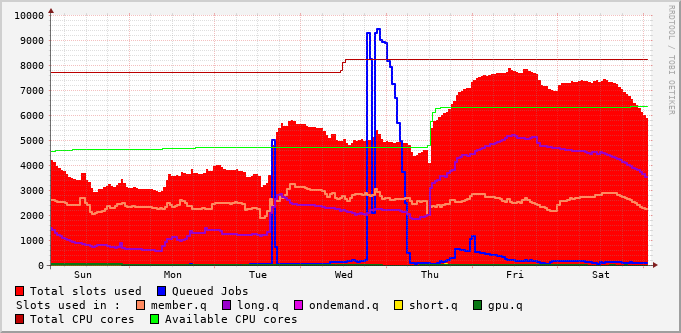 10000
9000
8000
7000
6000
5000
4000
3000
2000
1000
0
Sun Mon Tue Wed Thu Fri Sat
RRDTOOL / TOBI OETIKER
Total slots used Queued Jobs
Slots used in : member.q long.q ondemand.q short.q gpu.q
Total CPU cores Available CPU cores